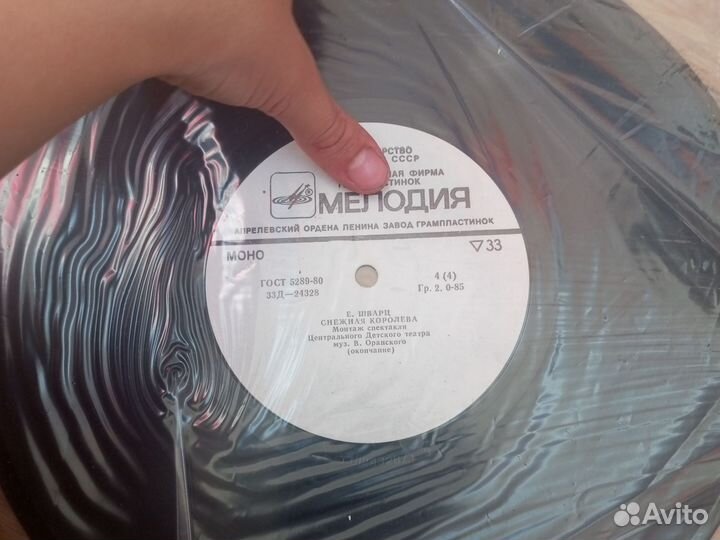 РСТВО
СССР
АЯ ФИРМА
СТИНОК
МЕЛОДИЯ
АПРЕЛЕВСКИЙ ОРДЕНА ЛЕНИНА ЗАВОД ГРАМПЛАСТИНОК
МОНО ▽33
ГОСТ 5289-80 4 (4)
33Д—24328 Гр. 2. 0-85
Е. ШВАРЦ
СНЕЖНАЯ КОРОЛЕВА
Монтаж спектакля
Центрального Детского театра
муз. В. Оранского
(окончание)
Avito